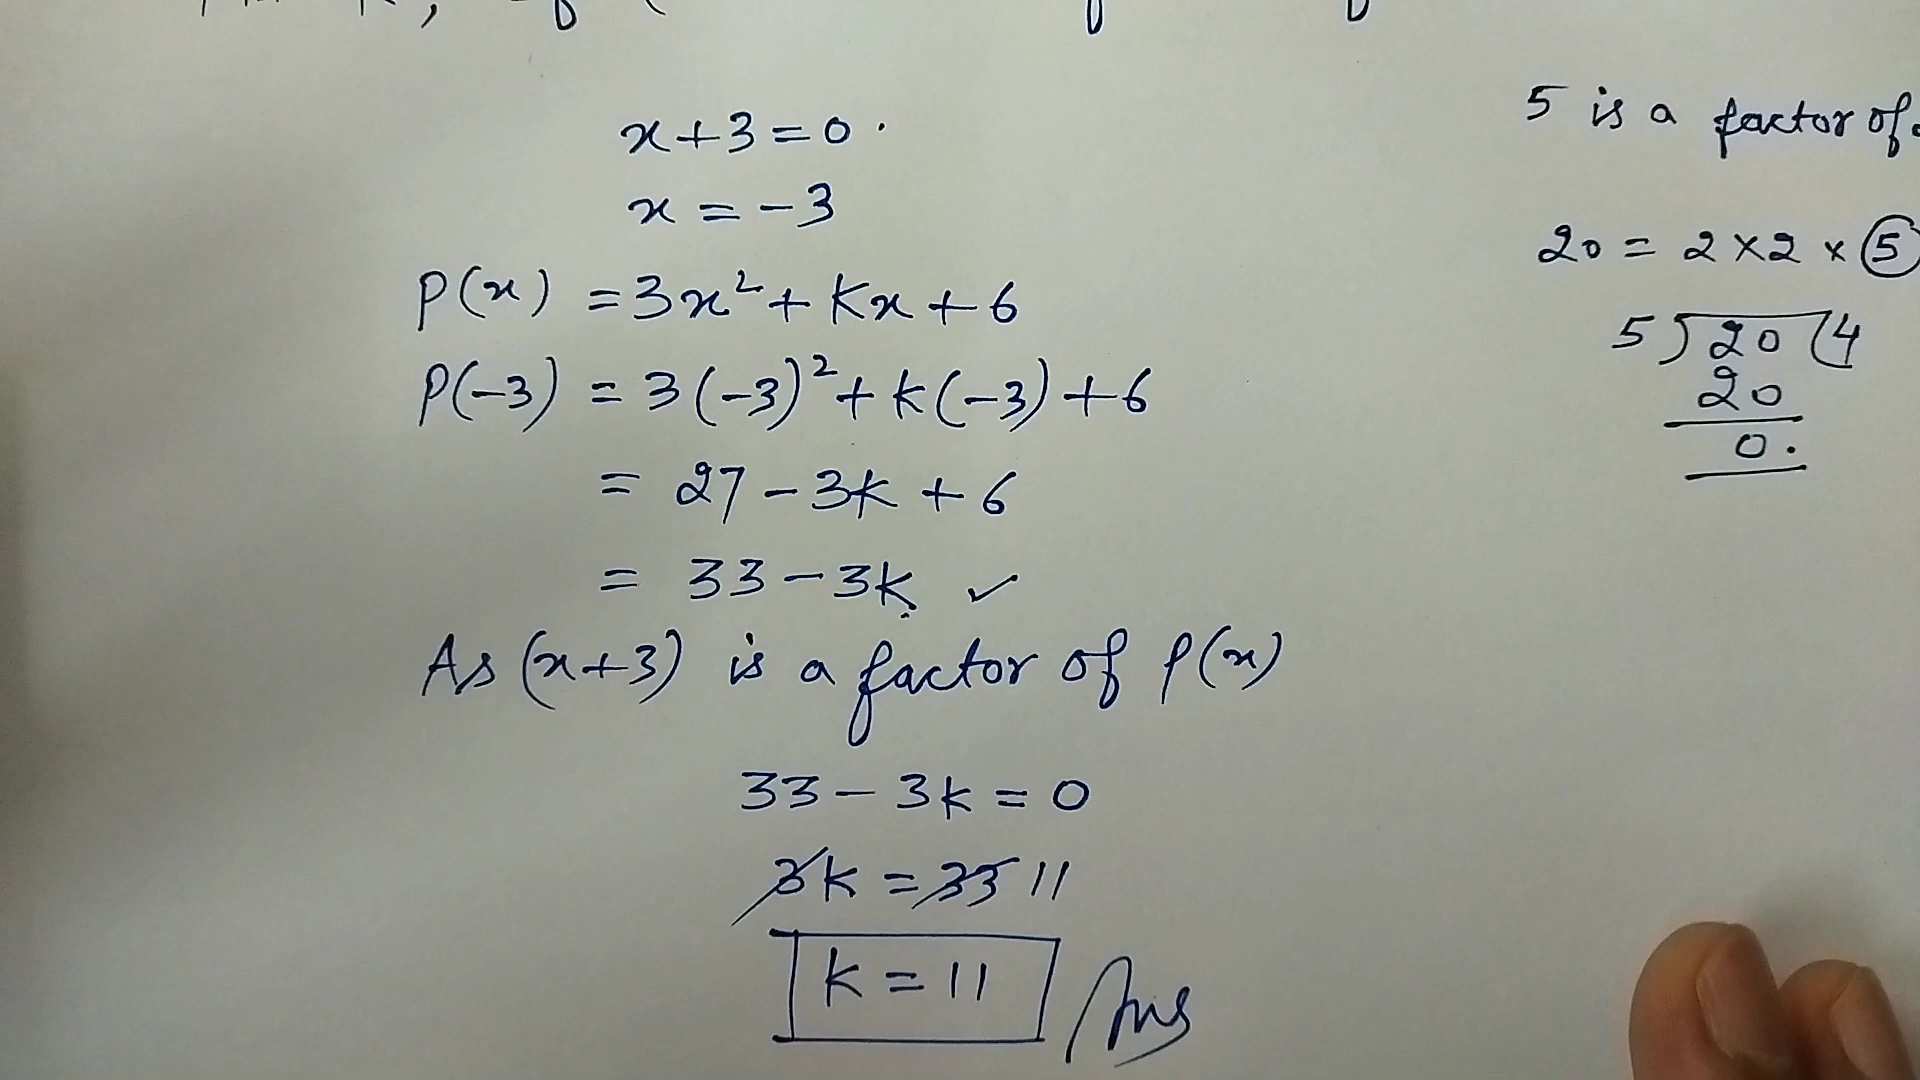 x+3=0.
x=-3
P(x) = 3x²+Kx+6
P(-3) = 3(-3)²+K(-3)+6
= 27-3K+6
= 33-3K ✓
As (x+3) is a factor of P(x)
33-3K=0
3K=33 11
K=11 Ans
5 is a factor of
20 = 2×2×5
5)20(4
20
0.